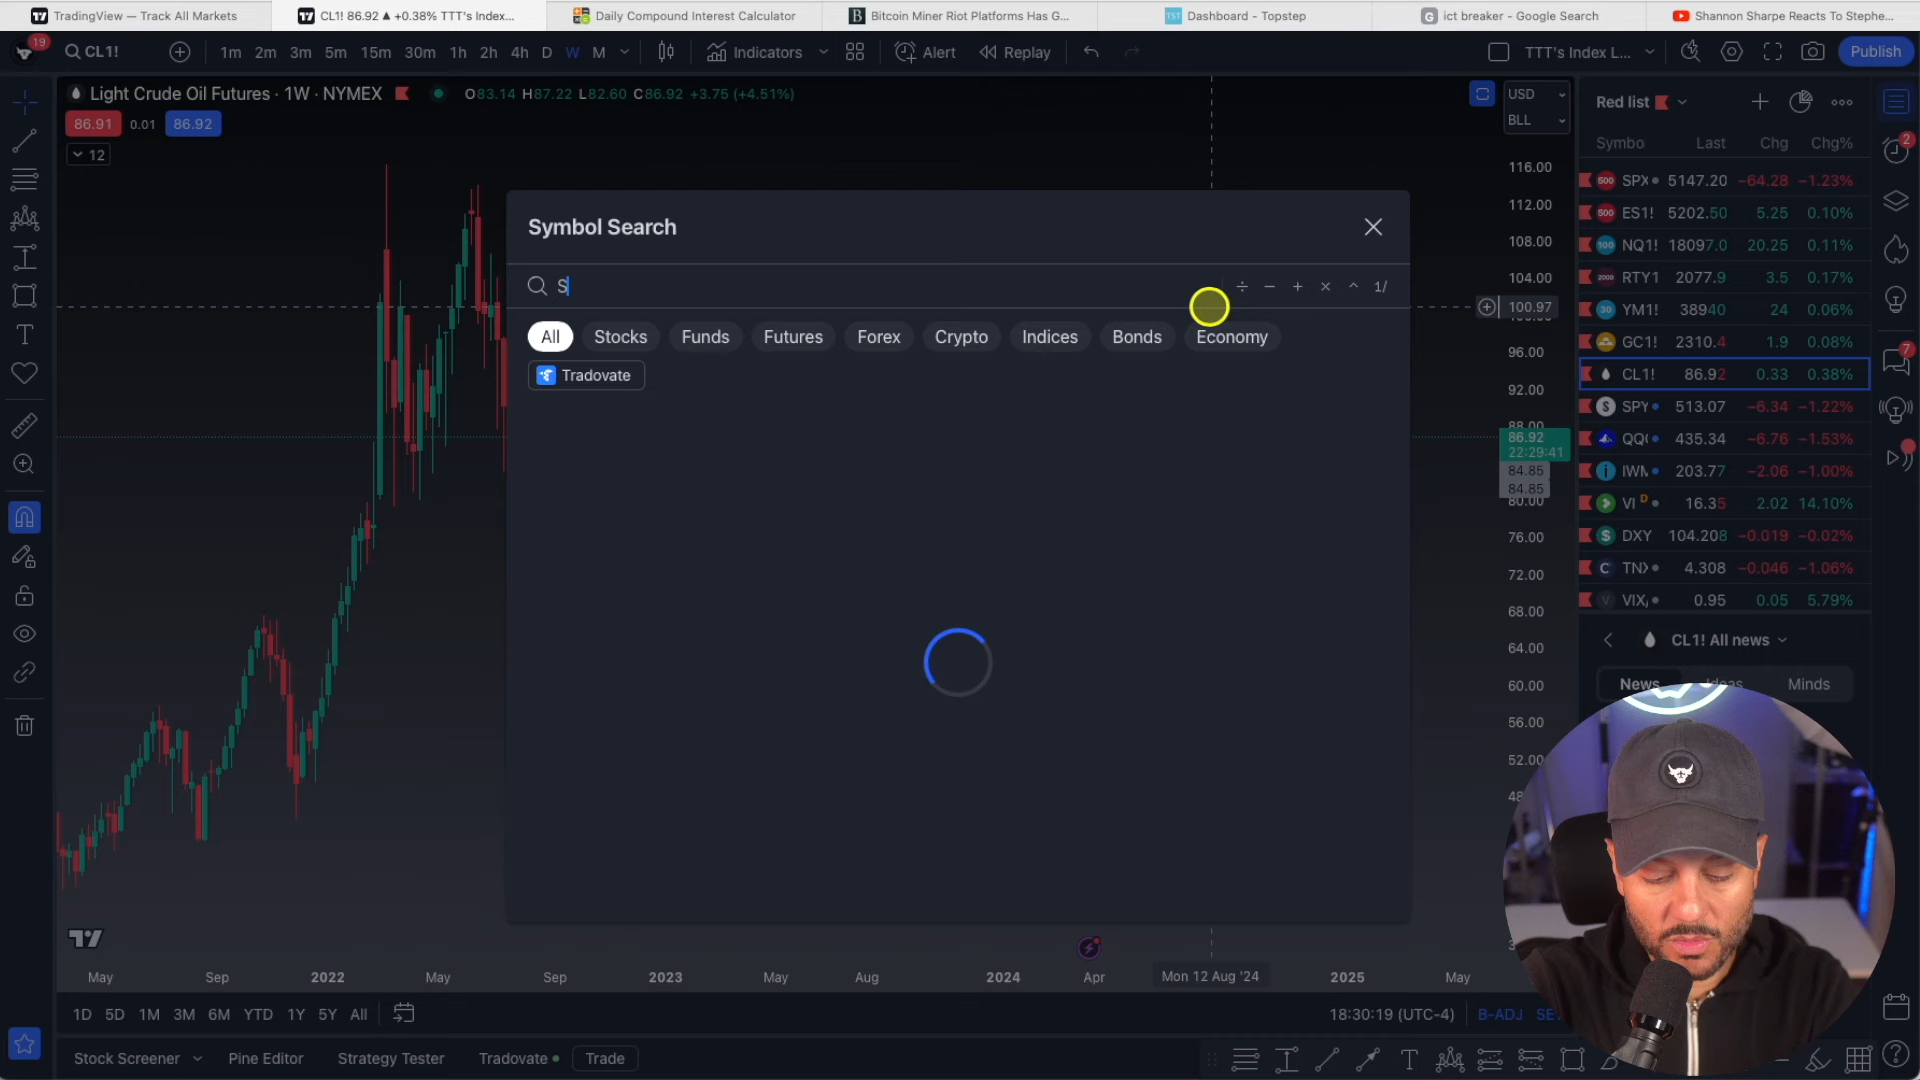 TradingView — Track All Markets
CL1! 86.92 ▲ +0.38% TTT's Index...
Daily Compound Interest Calculator
Bitcoin Miner Riot Platforms Has G...
Dashboard - Topstep
ict breaker - Google Search
Shannon Sharpe Reacts To Stephe...
19
CL1!
1m 2m 3m 5m 15m 30m 1h 2h 4h D W M
Indicators
Alert
Replay
TTT's Index L...
Publish
Light Crude Oil Futures · 1W · NYMEX
O83.14 H87.22 L82.60 C86.92 +3.75 (+4.51%)
86.91 0.01 86.92
12
USD
BLL
Red list
Symbo Last Chg Chg%
SPX 5147.20 −64.28 −1.23%
ES1! 5202.50 5.25 0.10%
NQ1! 18097.0 20.25 0.11%
RTY1 2077.9 3.5 0.17%
YM1! 38940 24 0.06%
GC1! 2310.4 1.9 0.08%
CL1! 86.92 0.33 0.38%
SPY 513.07 −6.34 −1.22%
QQ 435.34 −6.76 −1.53%
IWM 203.77 −2.06 −1.00%
VI D 16.35 2.02 14.10%
DXY 104.208 −0.019 −0.02%
TNX 4.308 −0.046 −1.06%
VIX 0.95 0.05 5.79%
2
7
Symbol Search
S
÷ − + × ^ 1/
All Stocks Funds Futures Forex Crypto Indices Bonds Economy
Tradovate
116.00
112.00
108.00
104.00
100.97
96.00
92.00
88.00
86.92
22:29:41
84.85
84.85
80.00
76.00
72.00
68.00
64.00
60.00
56.00
52.00
48
CL1! All news
News Ideas Minds
May Sep 2022 May Sep 2023 May Aug 2024 Apr Mon 12 Aug '24 2025 May
1D 5D 1M 3M 6M YTD 1Y 5Y All
18:30:19 (UTC-4) B-ADJ SE
Stock Screener
Pine Editor
Strategy Tester
Tradovate
Trade